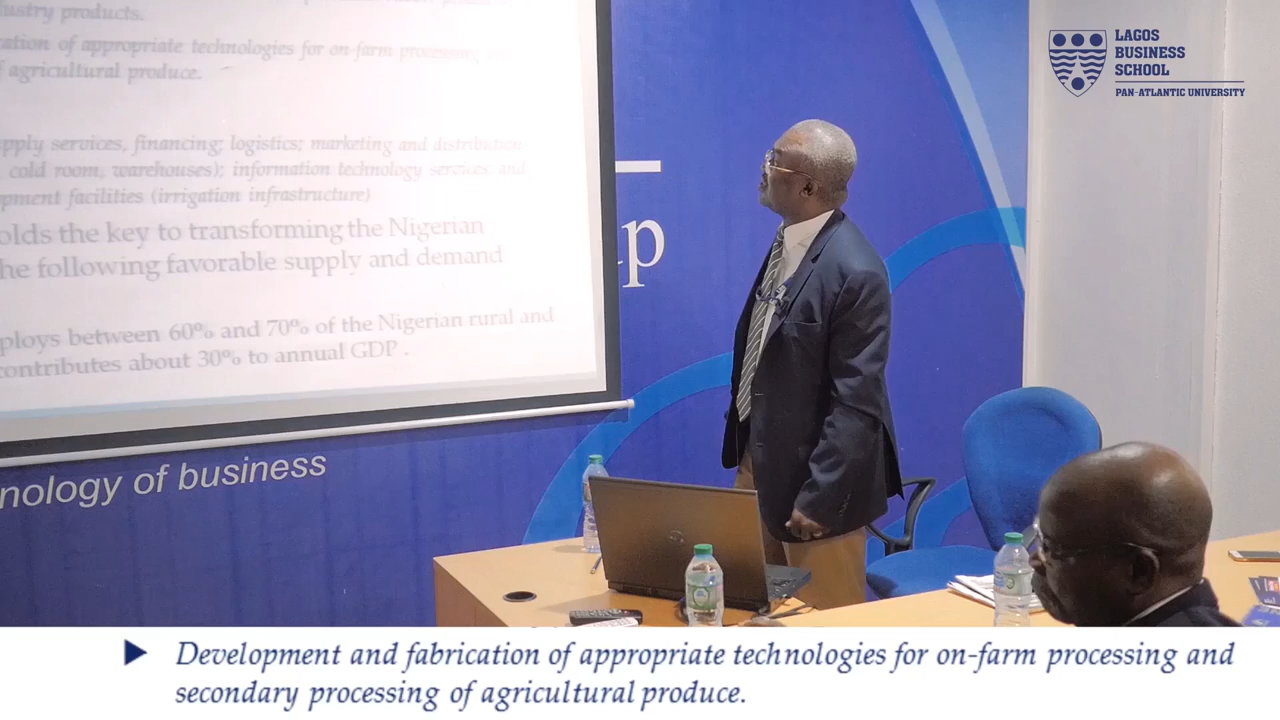 ustry products.
ation of appropriate technologies for on-farm processing and
f agricultural produce.
pply services, financing; logistics; marketing and distribution
cold room, warehouses); information technology services and
pment facilities (irrigation infrastructure)
olds the key to transforming the Nigerian
he following favorable supply and demand
ploys between 60% and 70% of the Nigerian rural and
contributes about 30% to annual GDP .
p
nology of business
LAGOS
BUSINESS
SCHOOL
PAN-ATLANTIC UNIVERSITY
Development and fabrication of appropriate technologies for on-farm processing and
secondary processing of agricultural produce.